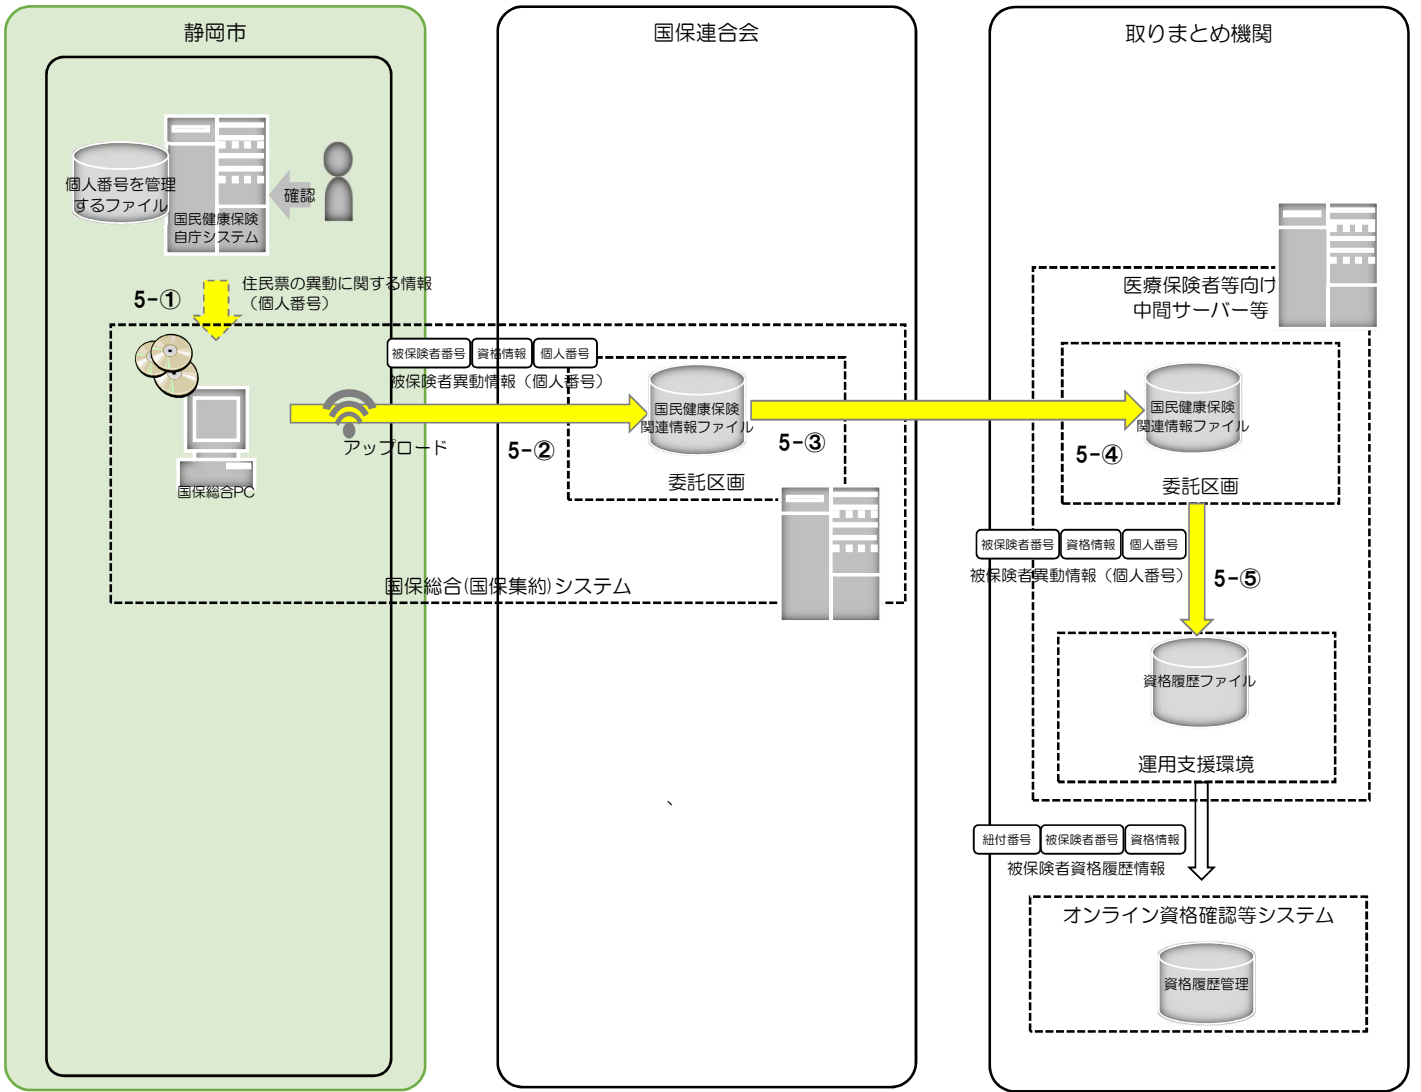 静岡市
国保連合会
取りまとめ機関
個人番号を管理
するファイル
国民健康保険
自庁システム
確認
5-①
住民票の異動に関する情報
（個人番号）
被保険者番号
資格情報
個人番号
被保険者異動情報（個人番号）
アップロード
国保総合PC
5-②
国民健康保険
関連情報ファイル
5-③
委託区画
国保総合(国保集約)システム
、
医療保険者等向け
中間サーバー等
国民健康保険
関連情報ファイル
5-④
委託区画
被保険者番号
資格情報
個人番号
被保険者異動情報（個人番号）
5-⑤
資格履歴ファイル
運用支援環境
紐付番号
被保険者番号
資格情報
被保険者資格履歴情報
オンライン資格確認等システム
資格履歴管理